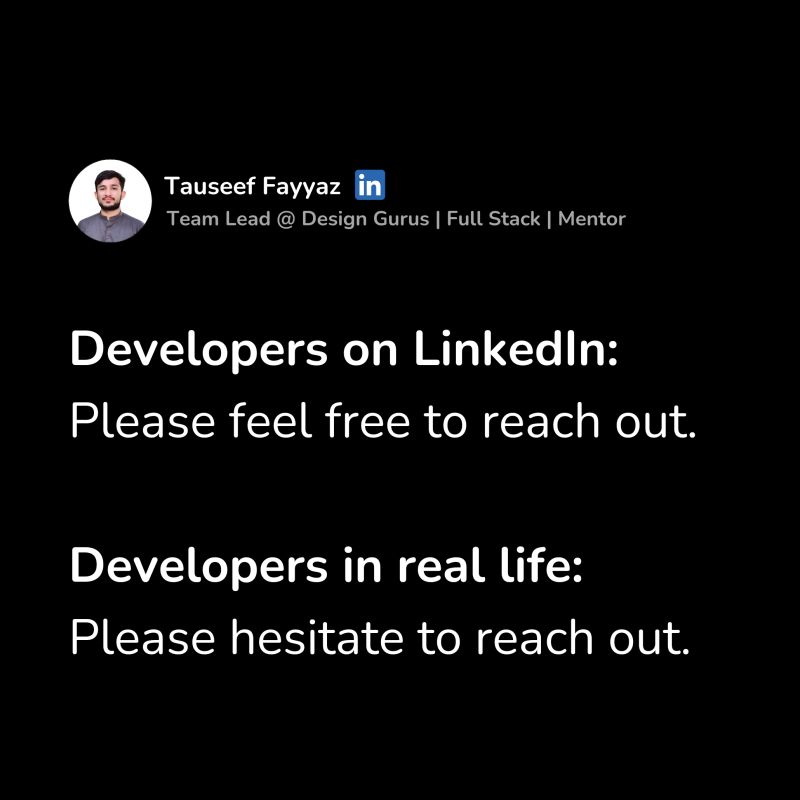 Tauseef Fayyaz in
Team Lead @ Design Gurus | Full Stack | Mentor
Developers on LinkedIn:
Please feel free to reach out.
Developers in real life:
Please hesitate to reach out.